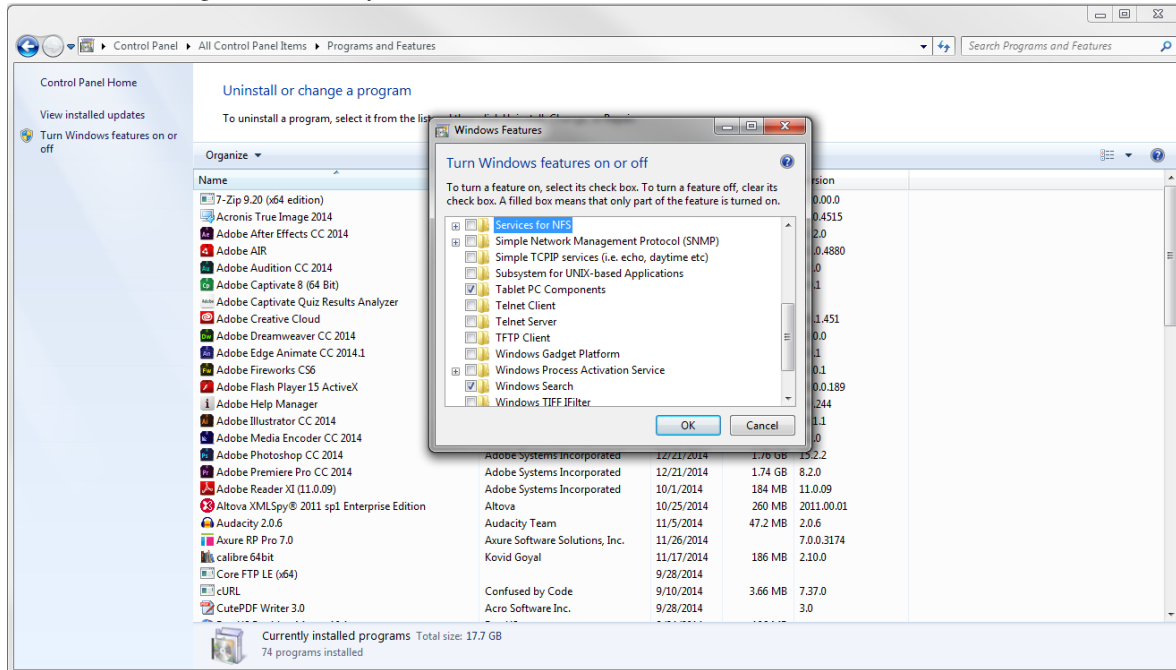 Control Panel ▸ All Control Panel Items ▸ Programs and Features
Search Programs and Features
Control Panel Home
View installed updates
Turn Windows features on or
off
Uninstall or change a program
To uninstall a program, select it from the list
Organize
Name
rsion
7-Zip 9.20 (x64 edition)
Acronis True Image 2014
Adobe After Effects CC 2014
Adobe AIR
Adobe Audition CC 2014
Adobe Captivate 8 (64 Bit)
Adobe Captivate Quiz Results Analyzer
Adobe Creative Cloud
Adobe Dreamweaver CC 2014
Adobe Edge Animate CC 2014.1
Adobe Fireworks CS6
Adobe Flash Player 15 ActiveX
Adobe Help Manager
Adobe Illustrator CC 2014
Adobe Media Encoder CC 2014
Adobe Photoshop CC 2014 Adobe Systems Incorporated 12/21/2014 1.76 GB 15.2.2
Adobe Premiere Pro CC 2014 Adobe Systems Incorporated 12/21/2014 1.74 GB 8.2.0
Adobe Reader XI (11.0.09) Adobe Systems Incorporated 10/1/2014 184 MB 11.0.09
Altova XMLSpy® 2011 sp1 Enterprise Edition Altova 10/25/2014 260 MB 2011.00.01
Audacity 2.0.6 Audacity Team 11/5/2014 47.2 MB 2.0.6
Axure RP Pro 7.0 Axure Software Solutions, Inc. 11/26/2014 7.0.0.3174
calibre 64bit Kovid Goyal 11/17/2014 186 MB 2.10.0
Core FTP LE (x64) 9/28/2014
cURL Confused by Code 9/10/2014 3.66 MB 7.37.0
CutePDF Writer 3.0 Acro Software Inc. 9/28/2014 3.0
Currently installed programs Total size: 17.7 GB
74 programs installed
Windows Features
Turn Windows features on or off
To turn a feature on, select its check box. To turn a feature off, clear its
check box. A filled box means that only part of the feature is turned on.
Services for NFS
Simple Network Management Protocol (SNMP)
Simple TCPIP services (i.e. echo, daytime etc)
Subsystem for UNIX-based Applications
Tablet PC Components
Telnet Client
Telnet Server
TFTP Client
Windows Gadget Platform
Windows Process Activation Service
Windows Search
Windows TIFF IFilter
OK
Cancel